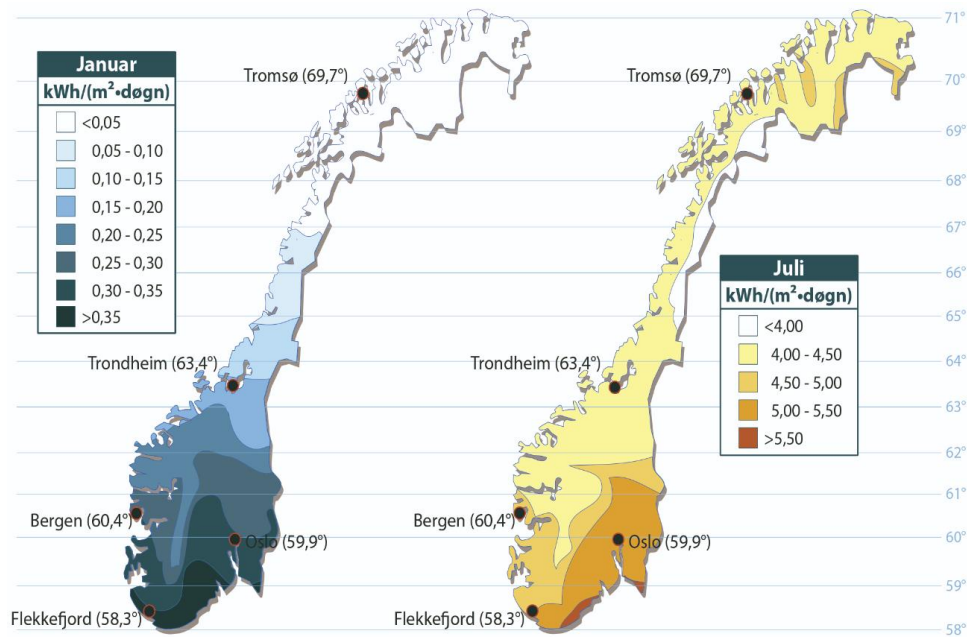 Januar
kWh/(m²•døgn)
<0,05
0,05 - 0,10
0,10 - 0,15
0,15 - 0,20
0,20 - 0,25
0,25 - 0,30
0,30 - 0,35
>0,35
Tromsø (69,7°)
Trondheim (63,4°)
Bergen (60,4°)
Oslo (59,9°)
Flekkefjord (58,3°)
Tromsø (69,7°)
Trondheim (63,4°)
Bergen (60,4°)
Oslo (59,9°)
Flekkefjord (58,3°)
Juli
kWh/(m²•døgn)
<4,00
4,00 - 4,50
4,50 - 5,00
5,00 - 5,50
>5,50
71°
70°
69°
68°
67°
66°
65°
64°
63°
62°
61°
60°
59°
58°